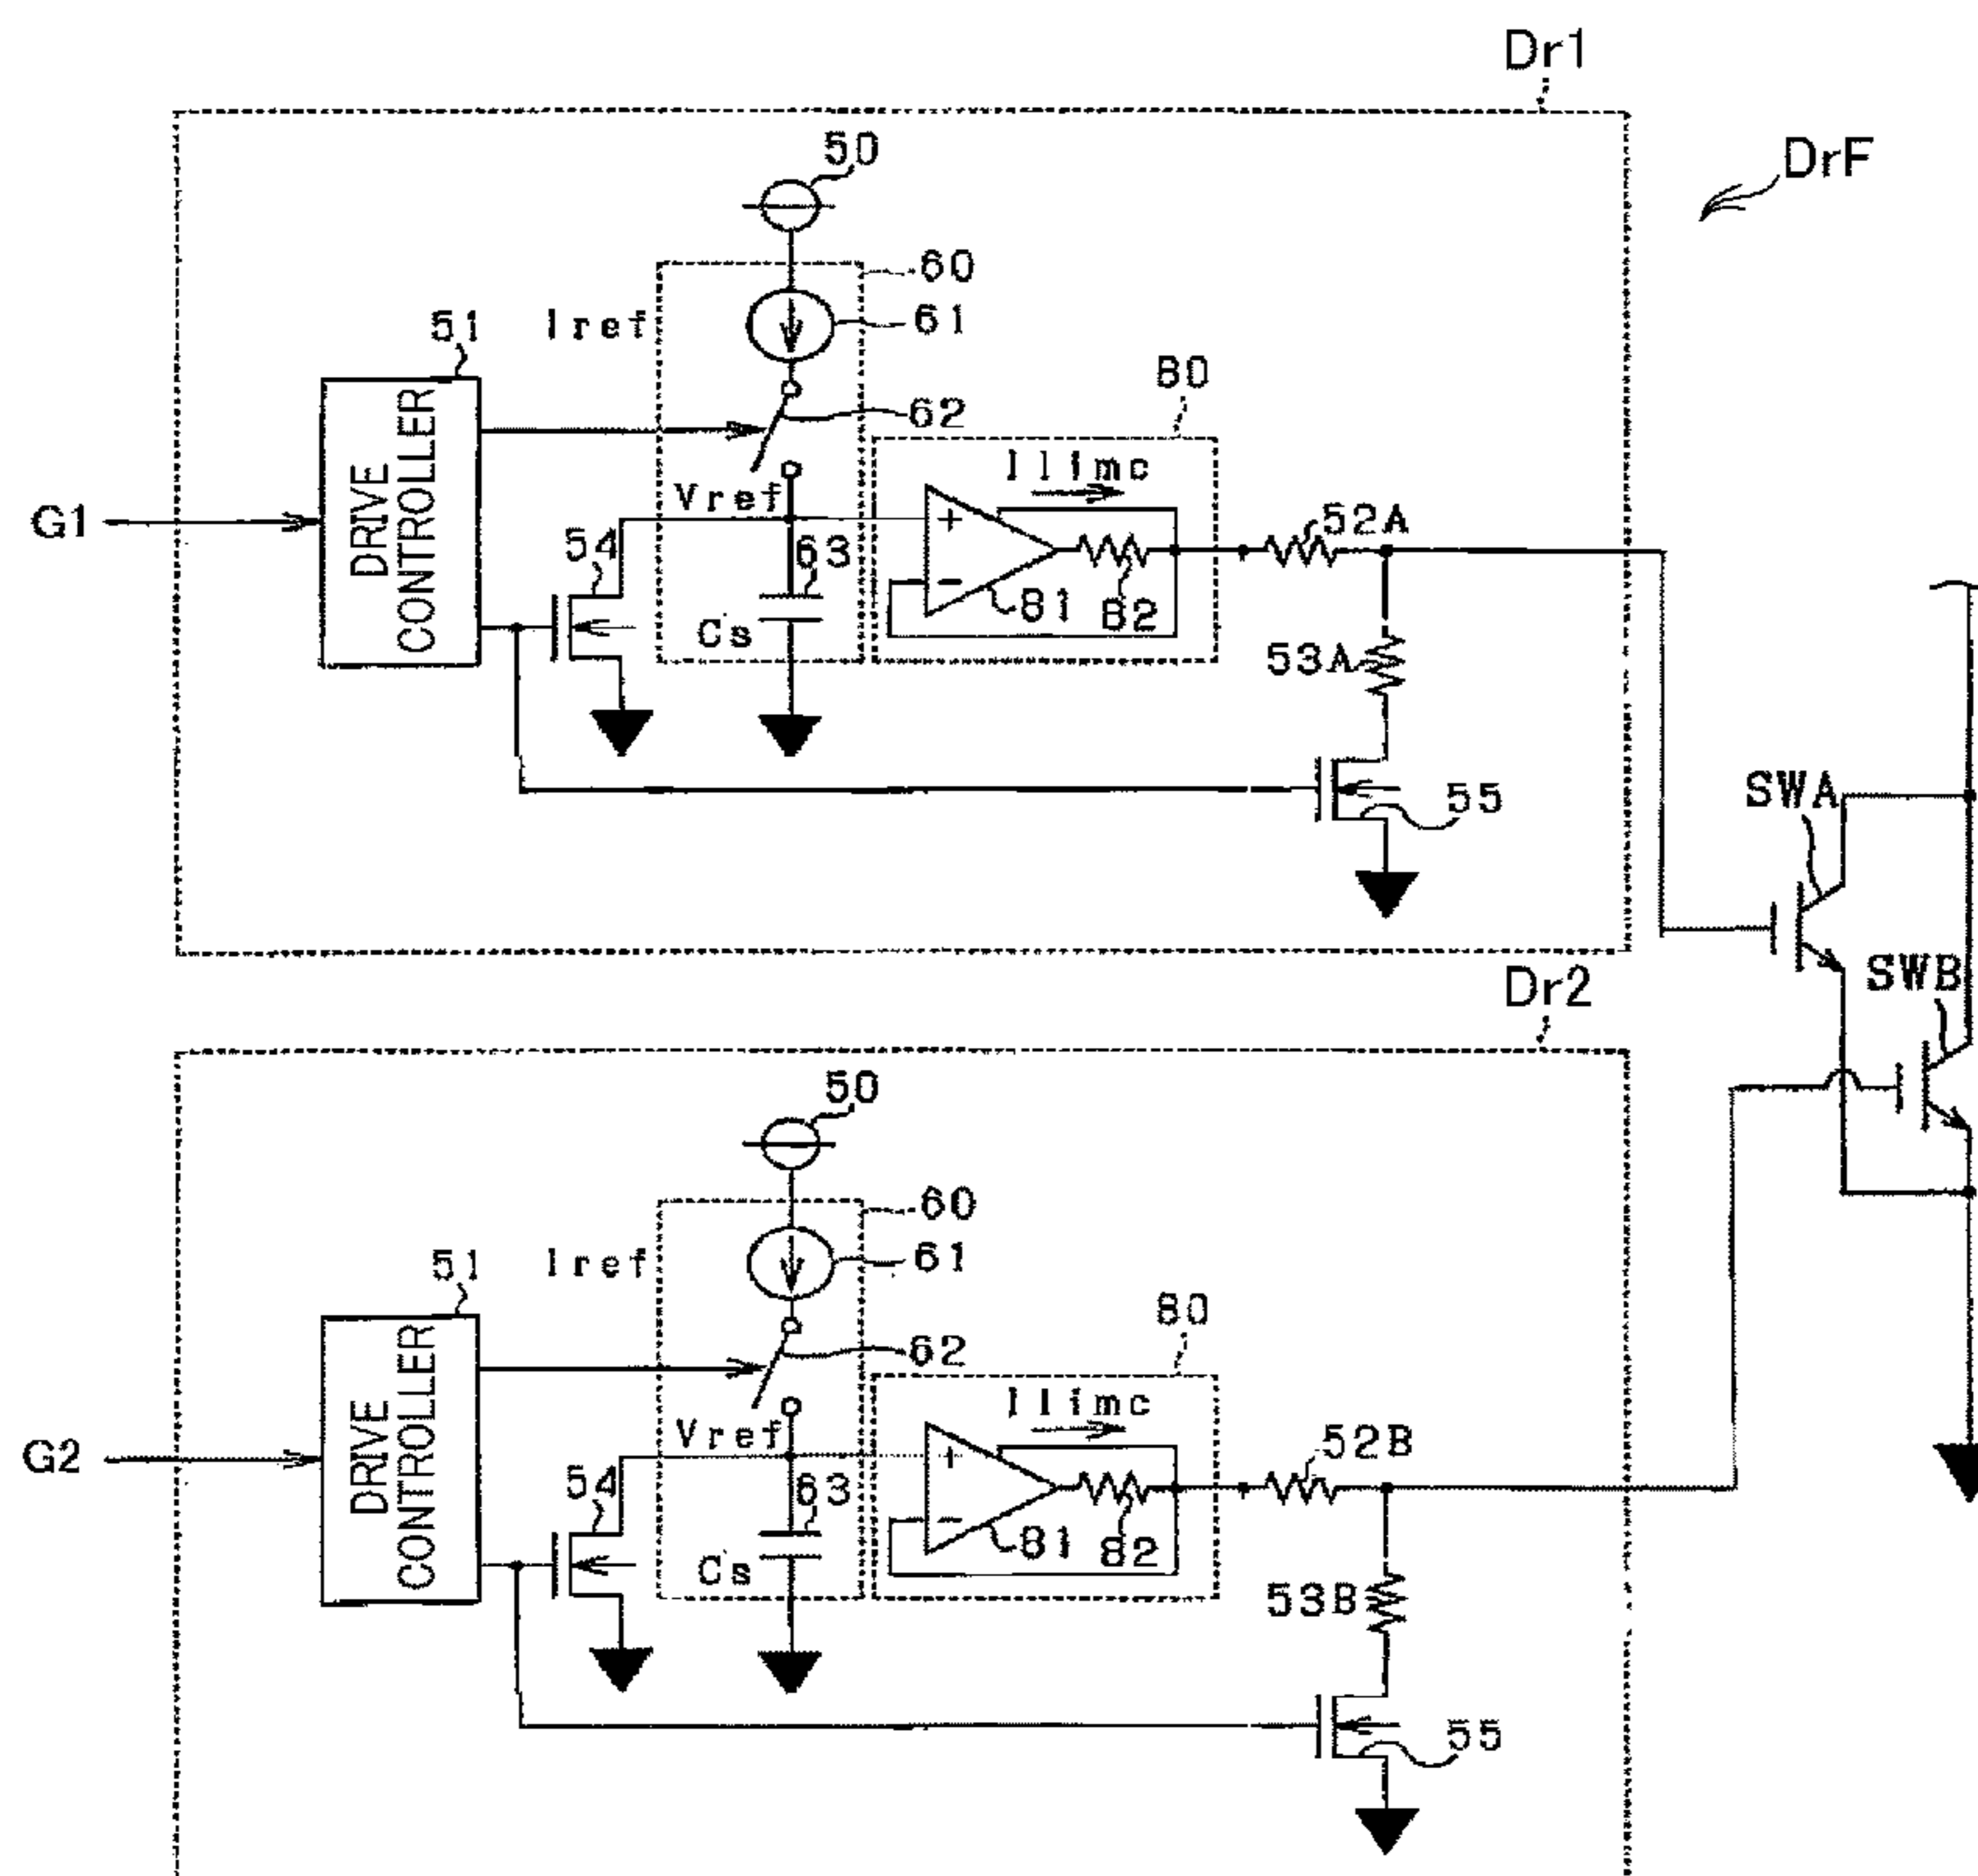 Dr1
DrF
50
60
Iref
61
51
80
62
DRIVE
CONTROLLER
Ilimc
Vref
G1
54
63
52A
81
82
Cs
53A
55
SWA
SWB
Dr2
50
60
Iref
61
51
80
62
DRIVE
CONTROLLER
Ilimc
Vref
G2
54
63
52B
81
82
Cs
53B
55
+
−
+
−